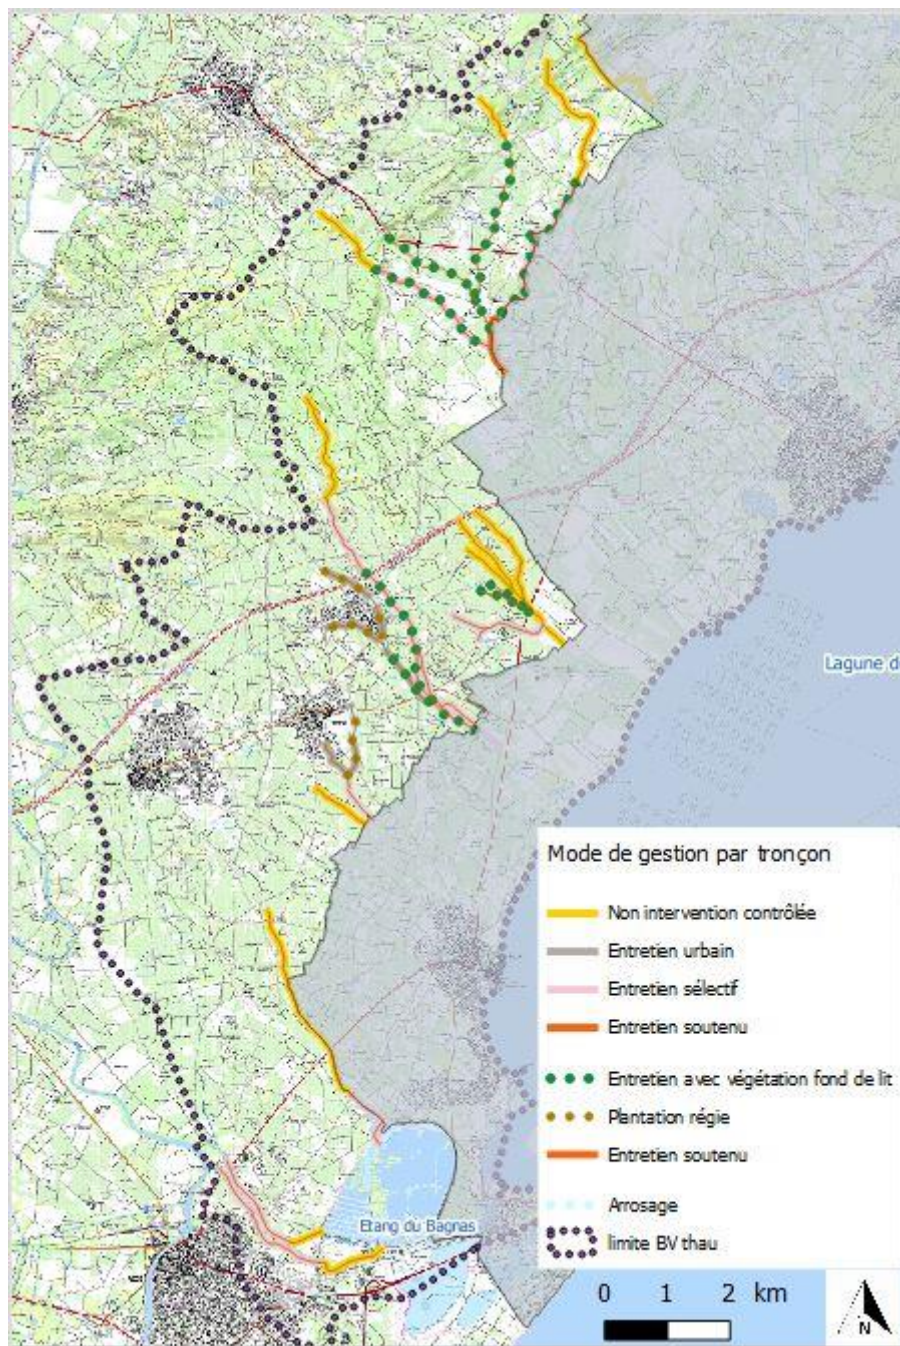 Lagune d
Mode de gestion par tronçon
Non intervention contrôlée
Entretien urbain
Entretien sélectif
Entretien soutenu
Entretien avec végétation fond de lit
Plantation régie
Entretien soutenu
Arrosage
limite BV thau
Etang du Bagnas
0 1 2 km
N